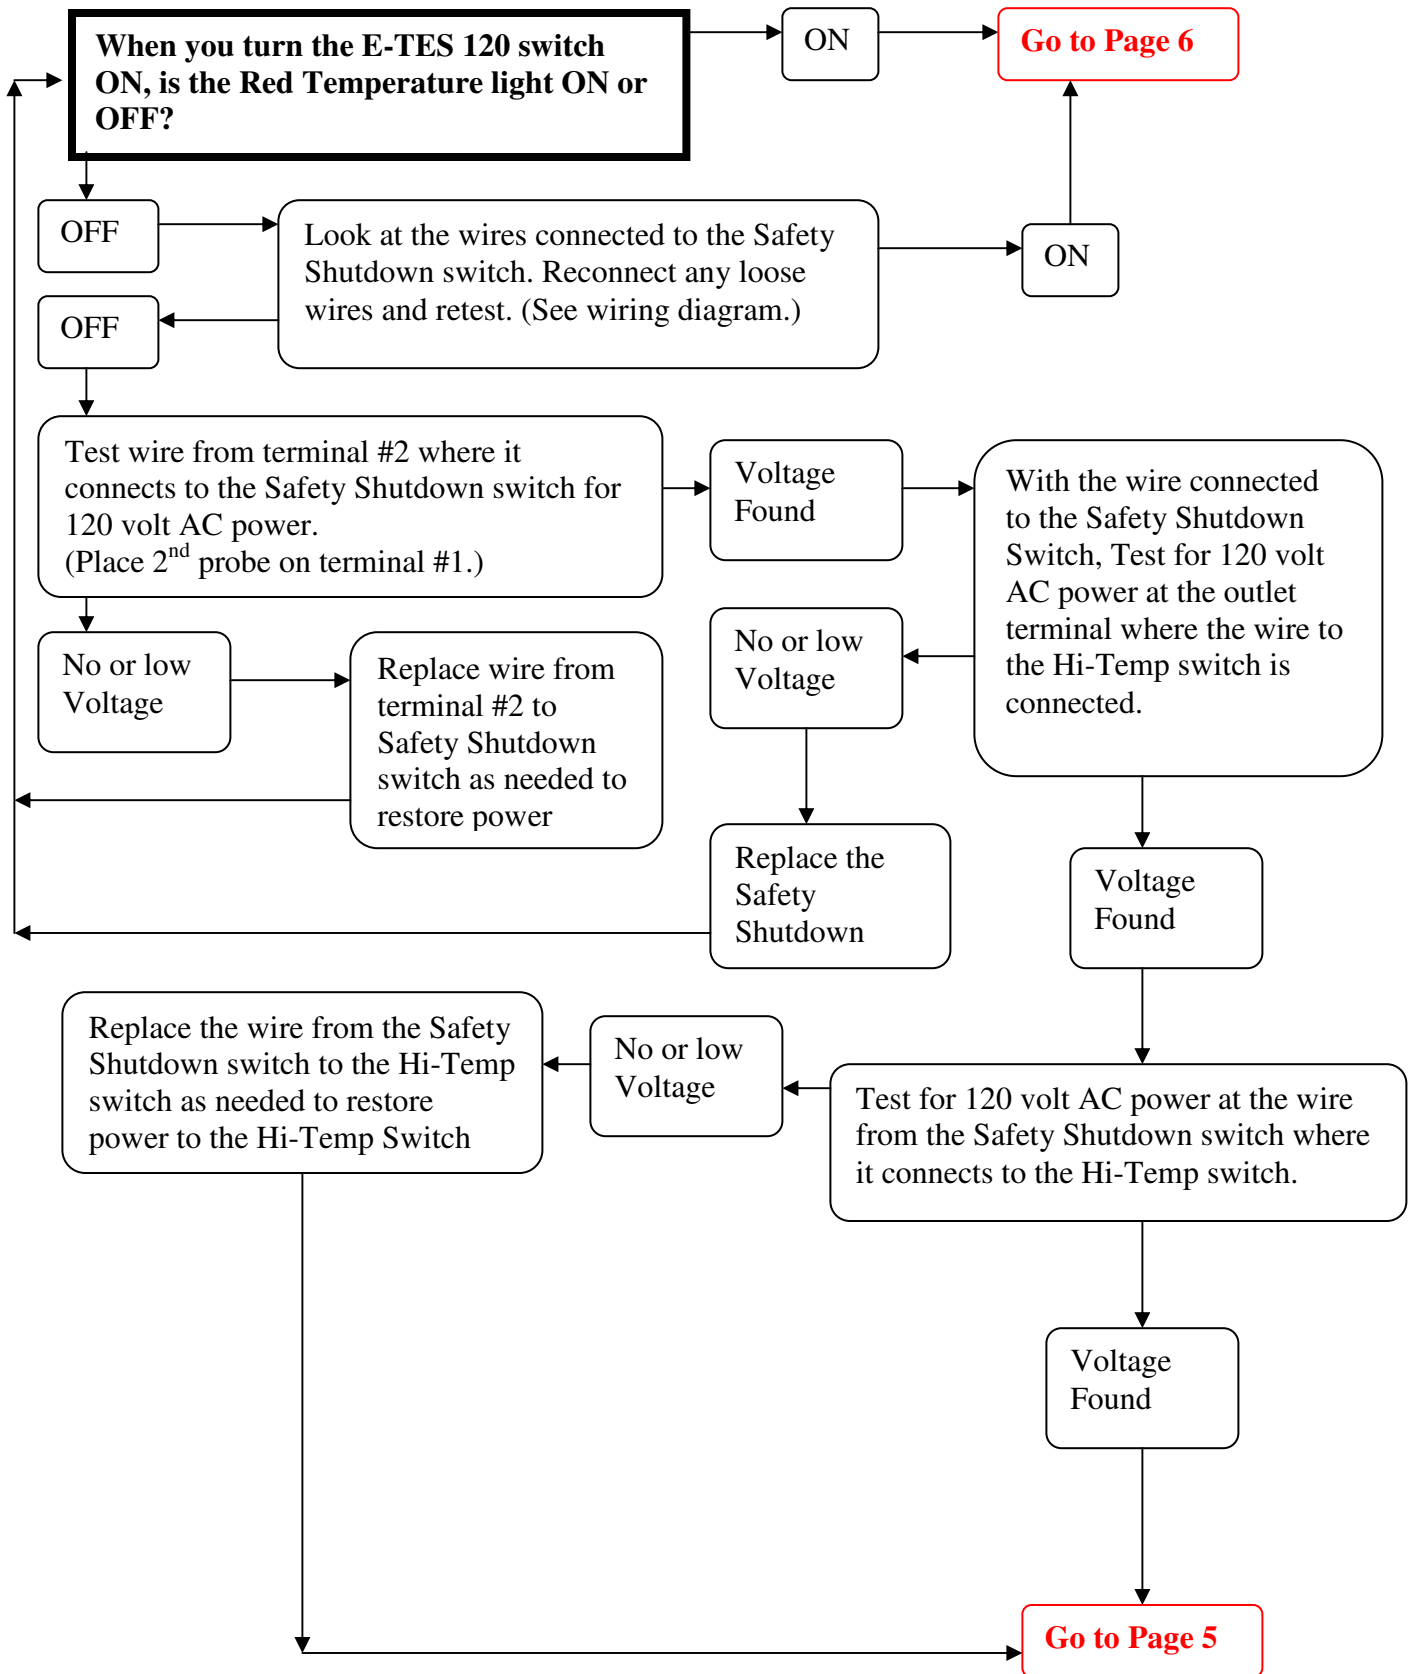 When you turn the E-TES 120 switch
ON, is the Red Temperature light ON or
OFF?
ON
Go to Page 6
OFF
Look at the wires connected to the Safety
Shutdown switch. Reconnect any loose
wires and retest. (See wiring diagram.)
ON
OFF
Test wire from terminal #2 where it
connects to the Safety Shutdown switch for
120 volt AC power.
(Place 2nd probe on terminal #1.)
Voltage
Found
With the wire connected
to the Safety Shutdown
Switch, Test for 120 volt
AC power at the outlet
terminal where the wire to
the Hi-Temp switch is
connected.
No or low
Voltage
Replace wire from
terminal #2 to
Safety Shutdown
switch as needed to
restore power
No or low
Voltage
Replace the
Safety
Shutdown
Voltage
Found
Replace the wire from the Safety
Shutdown switch to the Hi-Temp
switch as needed to restore
power to the Hi-Temp Switch
No or low
Voltage
Test for 120 volt AC power at the wire
from the Safety Shutdown switch where
it connects to the Hi-Temp switch.
Voltage
Found
Go to Page 5